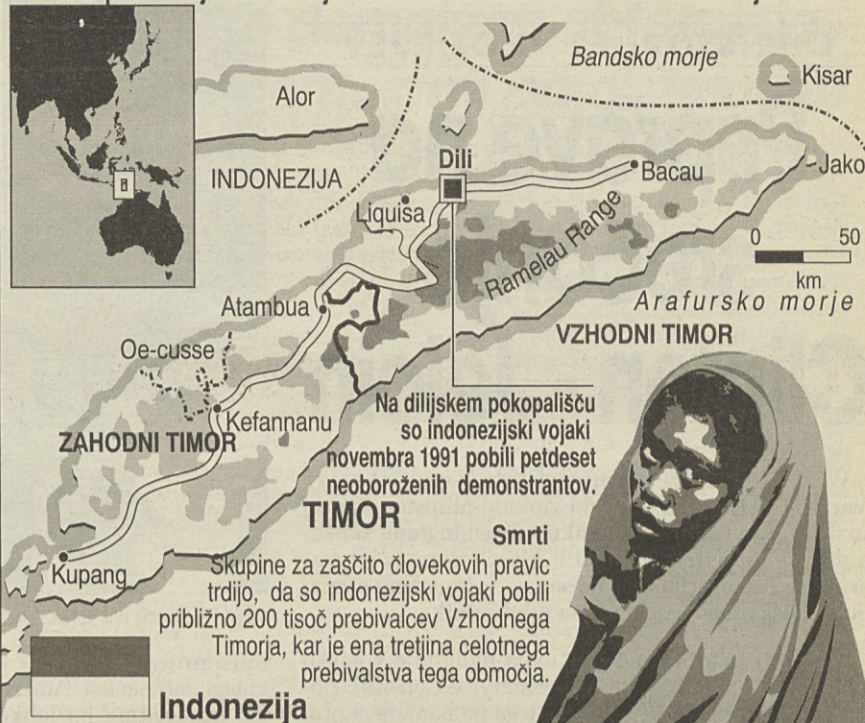 Bandsko morje
Kisar
Alor
Dili
INDONEZIJA
Bacau
Jako
Liquisa
Ramelau Range
0 50
km
Arafursko morje
Atambua
VZHODNI TIMOR
Oe-cusse
Kefannanu
ZAHODNI TIMOR
Na dilijskem pokopališču
so indonezijski vojaki
novembra 1991 pobili petdeset
neoboroženih demonstrantov.
TIMOR
Smrti
Kupang
Skupine za zaščito človekovih pravic
trdijo, da so indonezijski vojaki pobili
približno 200 tisoč prebivalcev Vzhodnega
Timorja, kar je ena tretjina celotnega
prebivalstva tega območja.
Indonezija